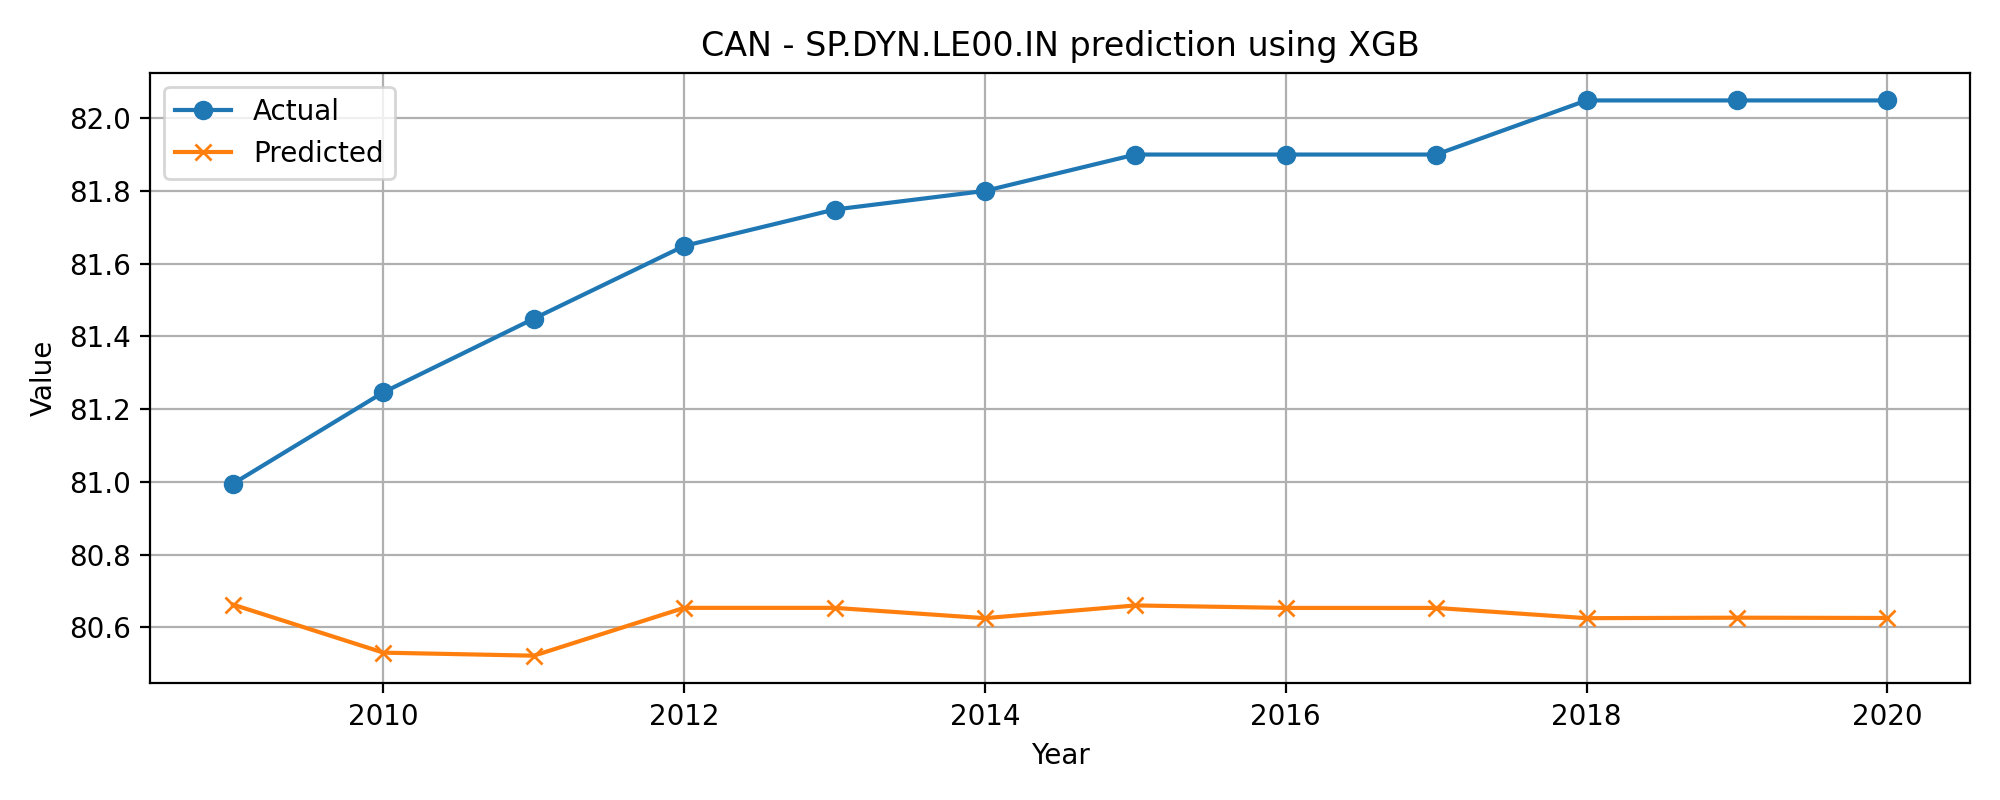 CAN - SP.DYN.LE00.IN prediction using XGB
Actual
Predicted
82.0
81.8
81.6
81.4
81.2
81.0
80.8
80.6
Value
2010 2012 2014 2016 2018 2020
Year